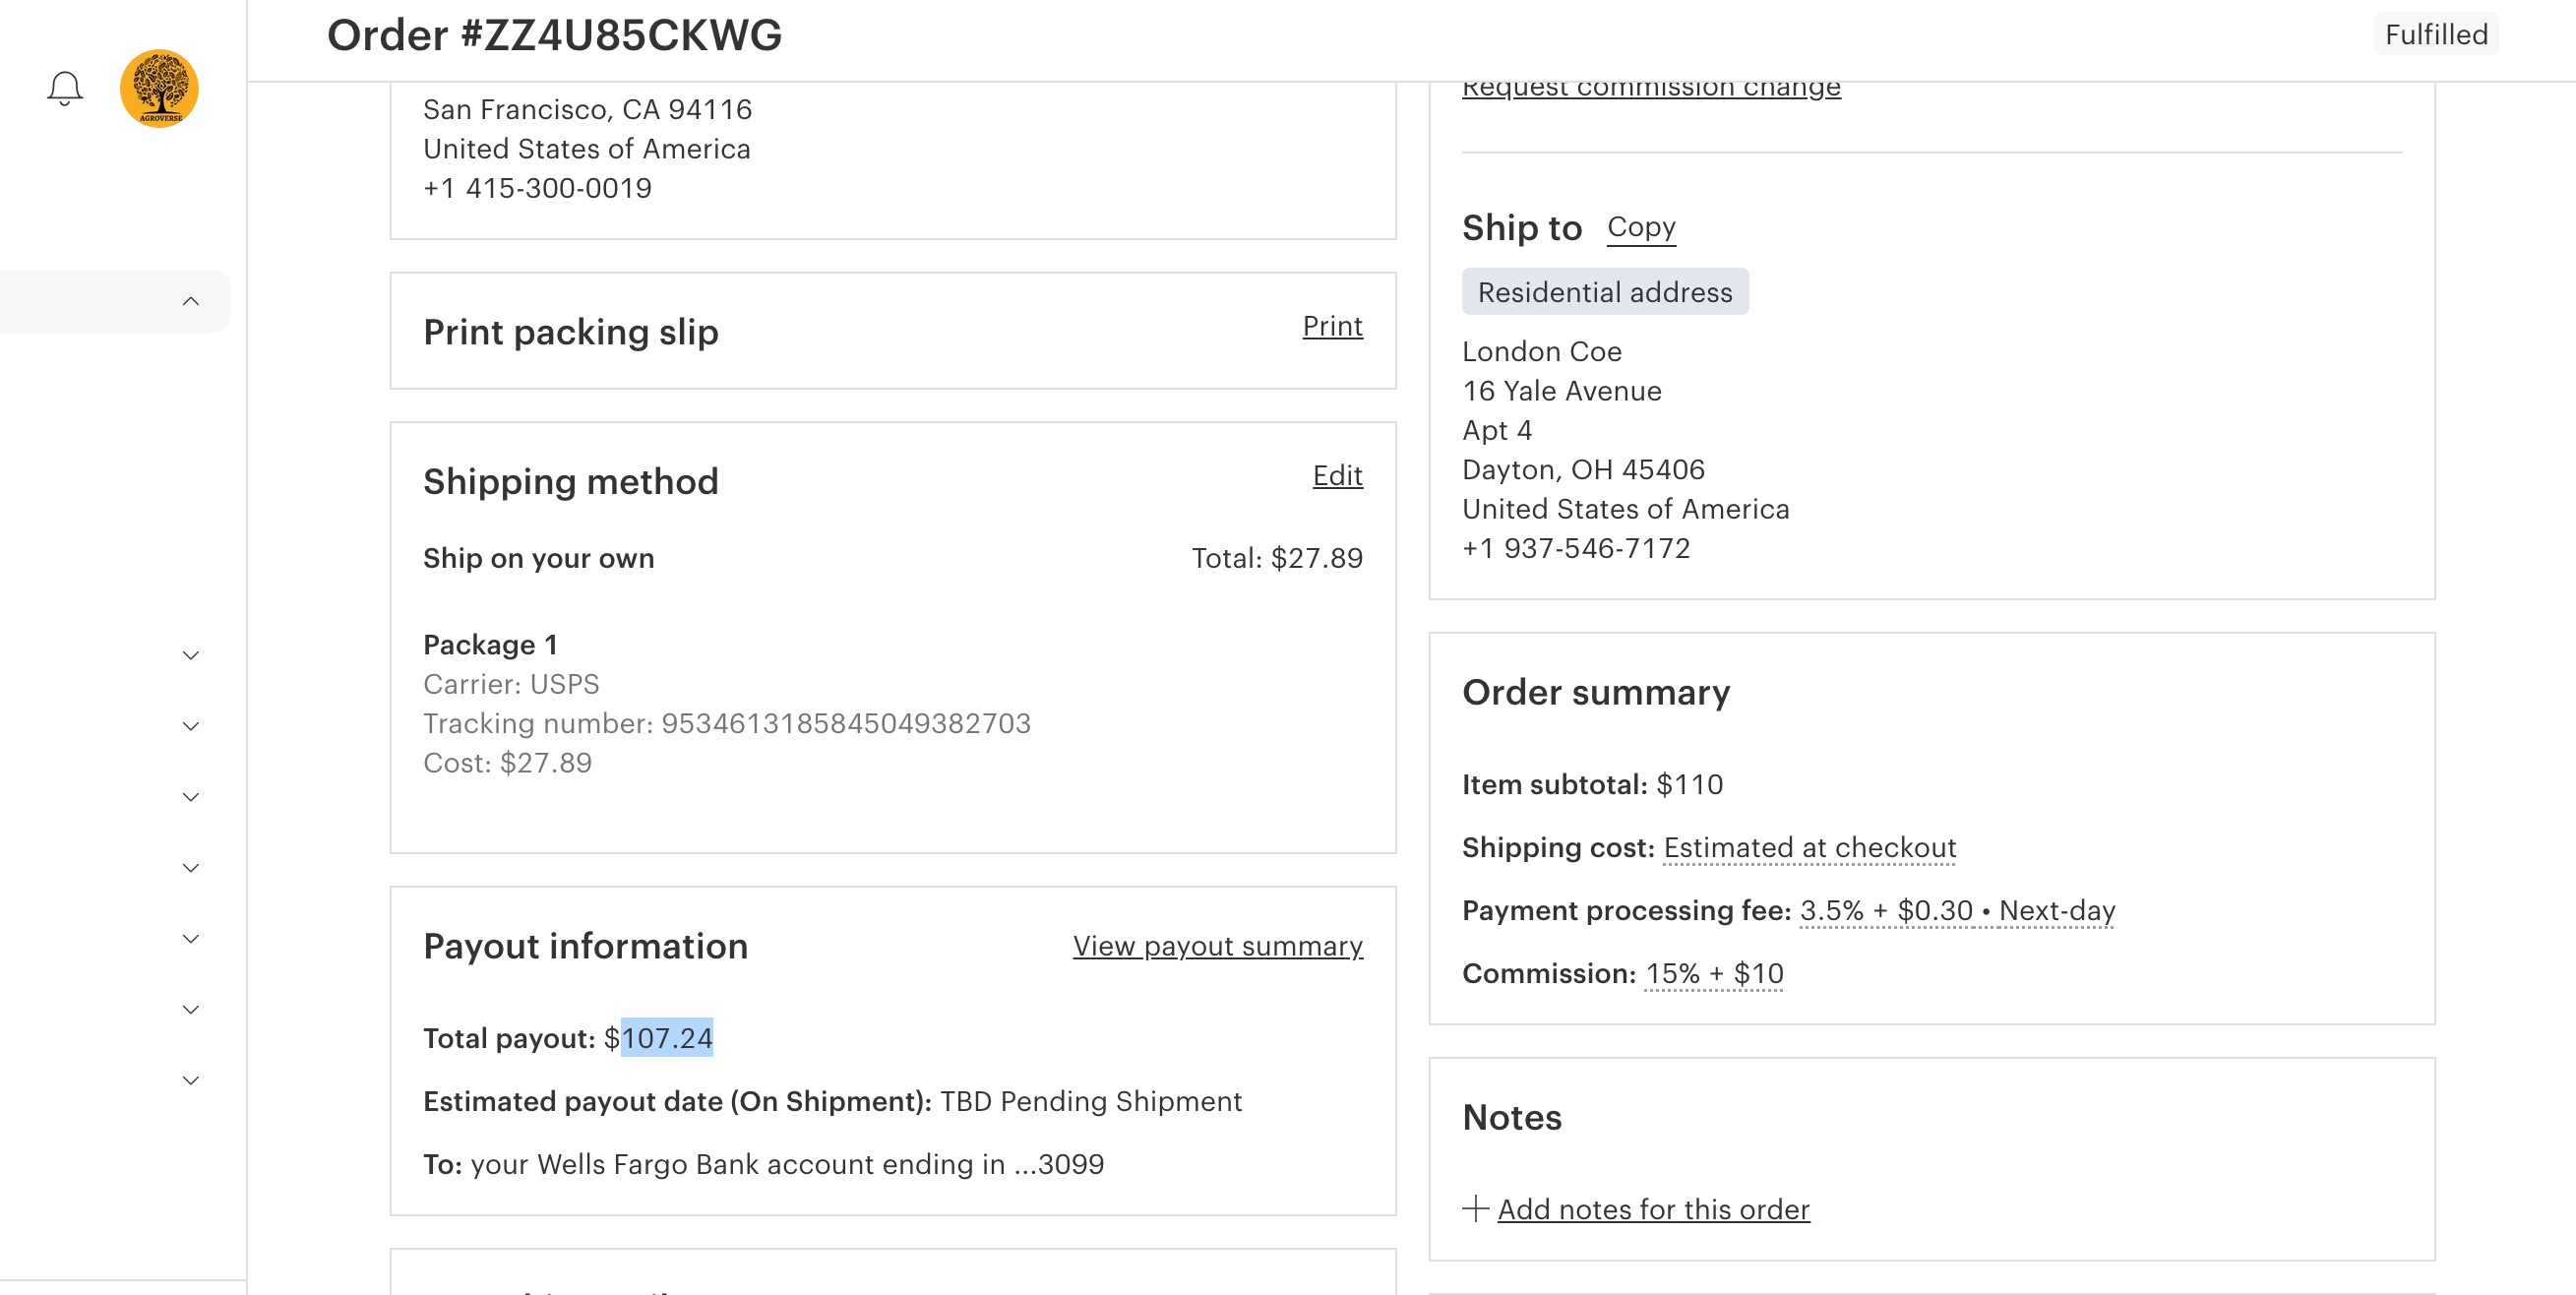 Order #ZZ4U85CKWG
Fulfilled
AGROVERSE
San Francisco, CA 94116
United States of America
+1 415-300-0019
Print packing slip
Print
Shipping method
Edit
Ship on your own
Total: $27.89
Package 1
Carrier: USPS
Tracking number: 9534613185845049382703
Cost: $27.89
Payout information
View payout summary
Total payout: $107.24
Estimated payout date (On Shipment): TBD Pending Shipment
To: your Wells Fargo Bank account ending in ...3099
Request commission change
Ship to
Copy
Residential address
London Coe
16 Yale Avenue
Apt 4
Dayton, OH 45406
United States of America
+1 937-546-7172
Order summary
Item subtotal: $110
Shipping cost: Estimated at checkout
Payment processing fee: 3.5% + $0.30 • Next-day
Commission: 15% + $10
Notes
Add notes for this order